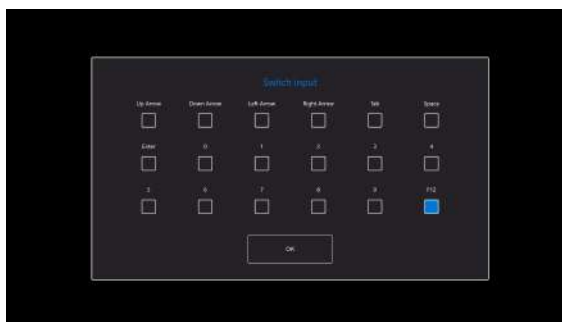 Switch input
Up Arrow Down Arrow Left Arrow Right Arrow Tab Space
Enter 0 1 2 3 4
5 6 7 8 9 F12
OK